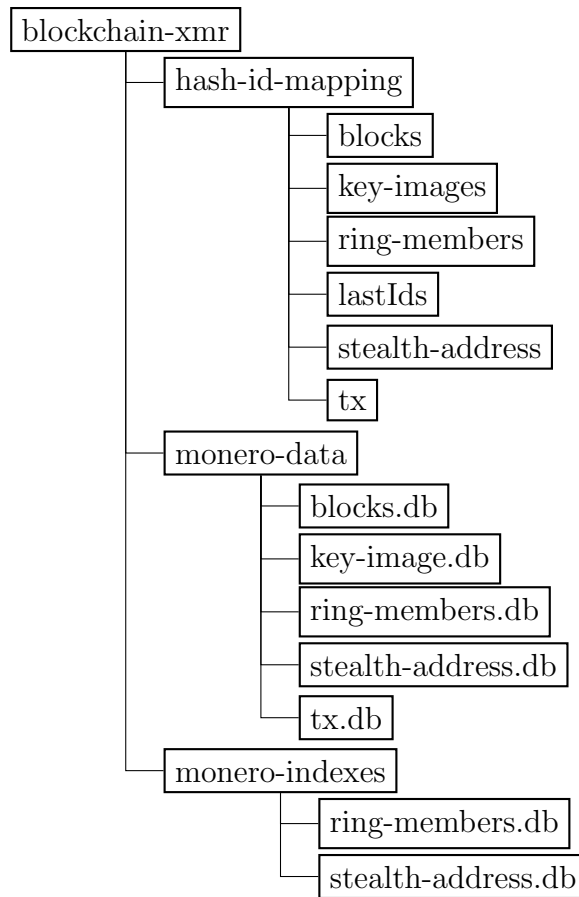 blockchain-xmr
hash-id-mapping
blocks
key-images
ring-members
lastIds
stealth-address
tx
monero-data
blocks.db
key-image.db
ring-members.db
stealth-address.db
tx.db
monero-indexes
ring-members.db
stealth-address.db